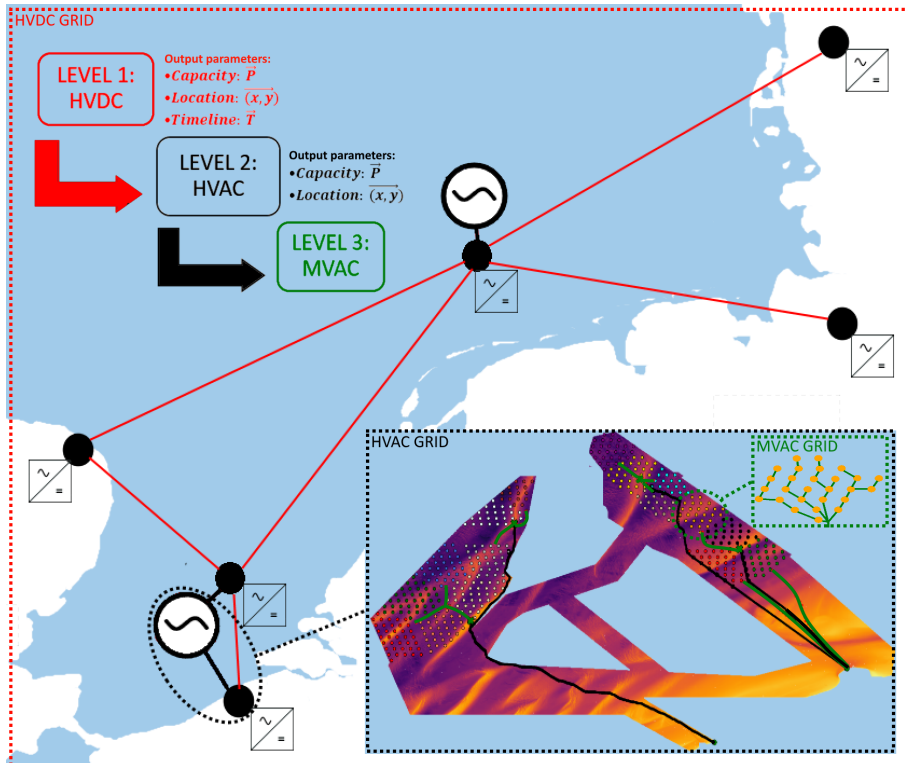 HVDC GRID
LEVEL 1:
HVDC
Output parameters:
•Capacity: P⃗
•Location: (x,y)⃗
•Timeline: T⃗
LEVEL 2:
HVAC
Output parameters:
•Capacity: P⃗
•Location: (x,y)⃗
LEVEL 3:
MVAC
HVAC GRID
MVAC GRID